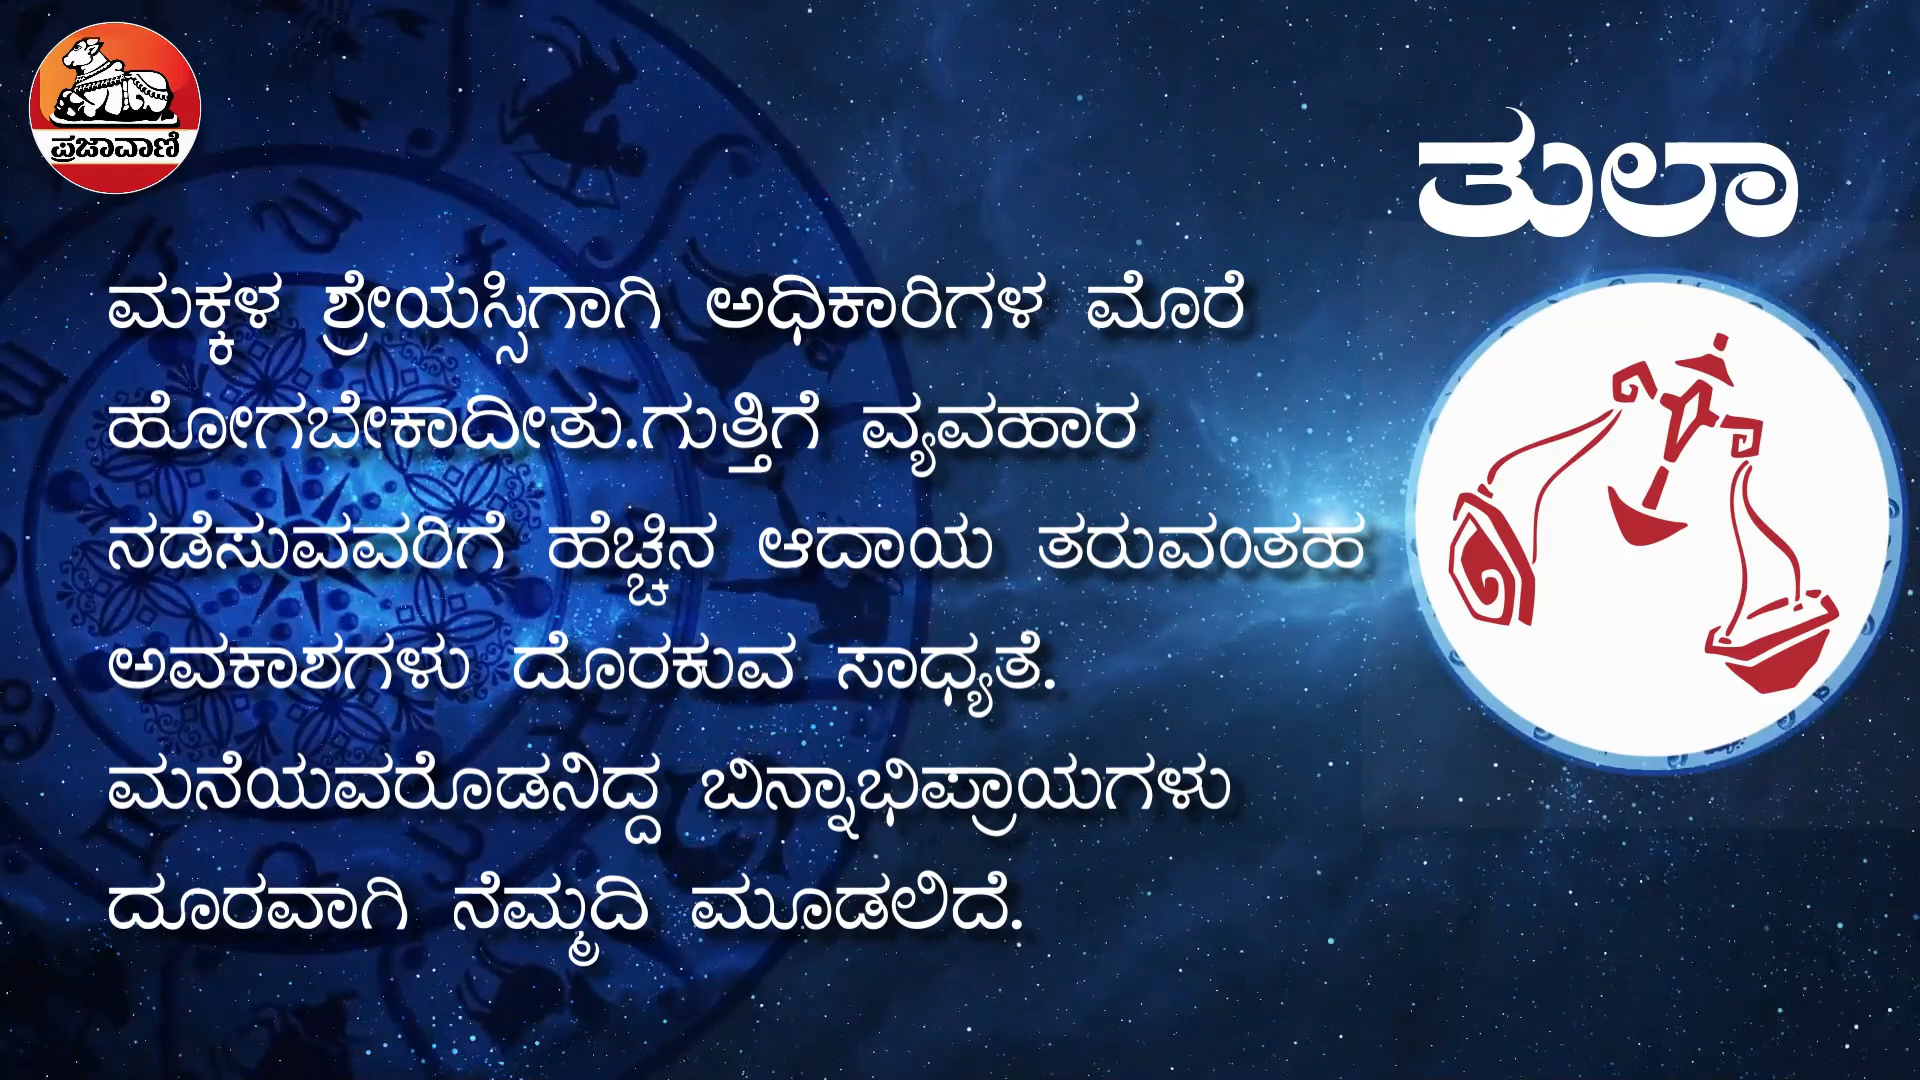 ಪ್ರಜಾವಾಣಿ
ತುಲಾ
ಮಕ್ಕಳ ಶ್ರೇಯಸ್ಸಿಗಾಗಿ ಅಧಿಕಾರಿಗಳ ಮೊರೆ
ಹೋಗಬೇಕಾದೀತು.ಗುತ್ತಿಗೆ ವ್ಯವಹಾರ
ನಡೆಸುವವರಿಗೆ ಹೆಚ್ಚಿನ ಆದಾಯ ತರುವಂತಹ
ಅವಕಾಶಗಳು ದೊರಕುವ ಸಾಧ್ಯತೆ.
ಮನೆಯವರೊಡನಿದ್ದ ಬಿನ್ನಾಭಿಪ್ರಾಯಗಳು
ದೂರವಾಗಿ ನೆಮ್ಮದಿ ಮೂಡಲಿದೆ.